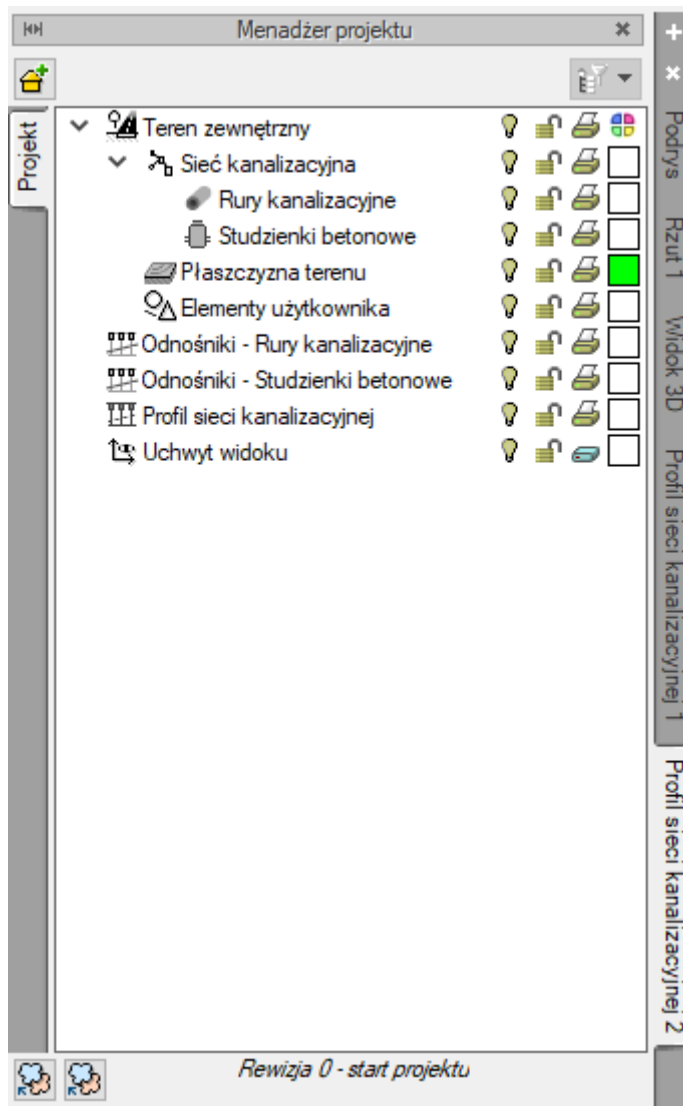 Menadżer projektu
Projekt
Teren zewnętrzny
Sieć kanalizacyjna
Rury kanalizacyjne
Studzienki betonowe
Płaszczyzna terenu
Elementy użytkownika
Odnośniki - Rury kanalizacyjne
Odnośniki - Studzienki betonowe
Profil sieci kanalizacyjnej
Uchwyt widoku
Rewizja 0 - start projektu
Podrys
Rzut 1
Widok 3D
Profil sieci kanalizacyjnej 1
Profil sieci kanalizacyjnej 2